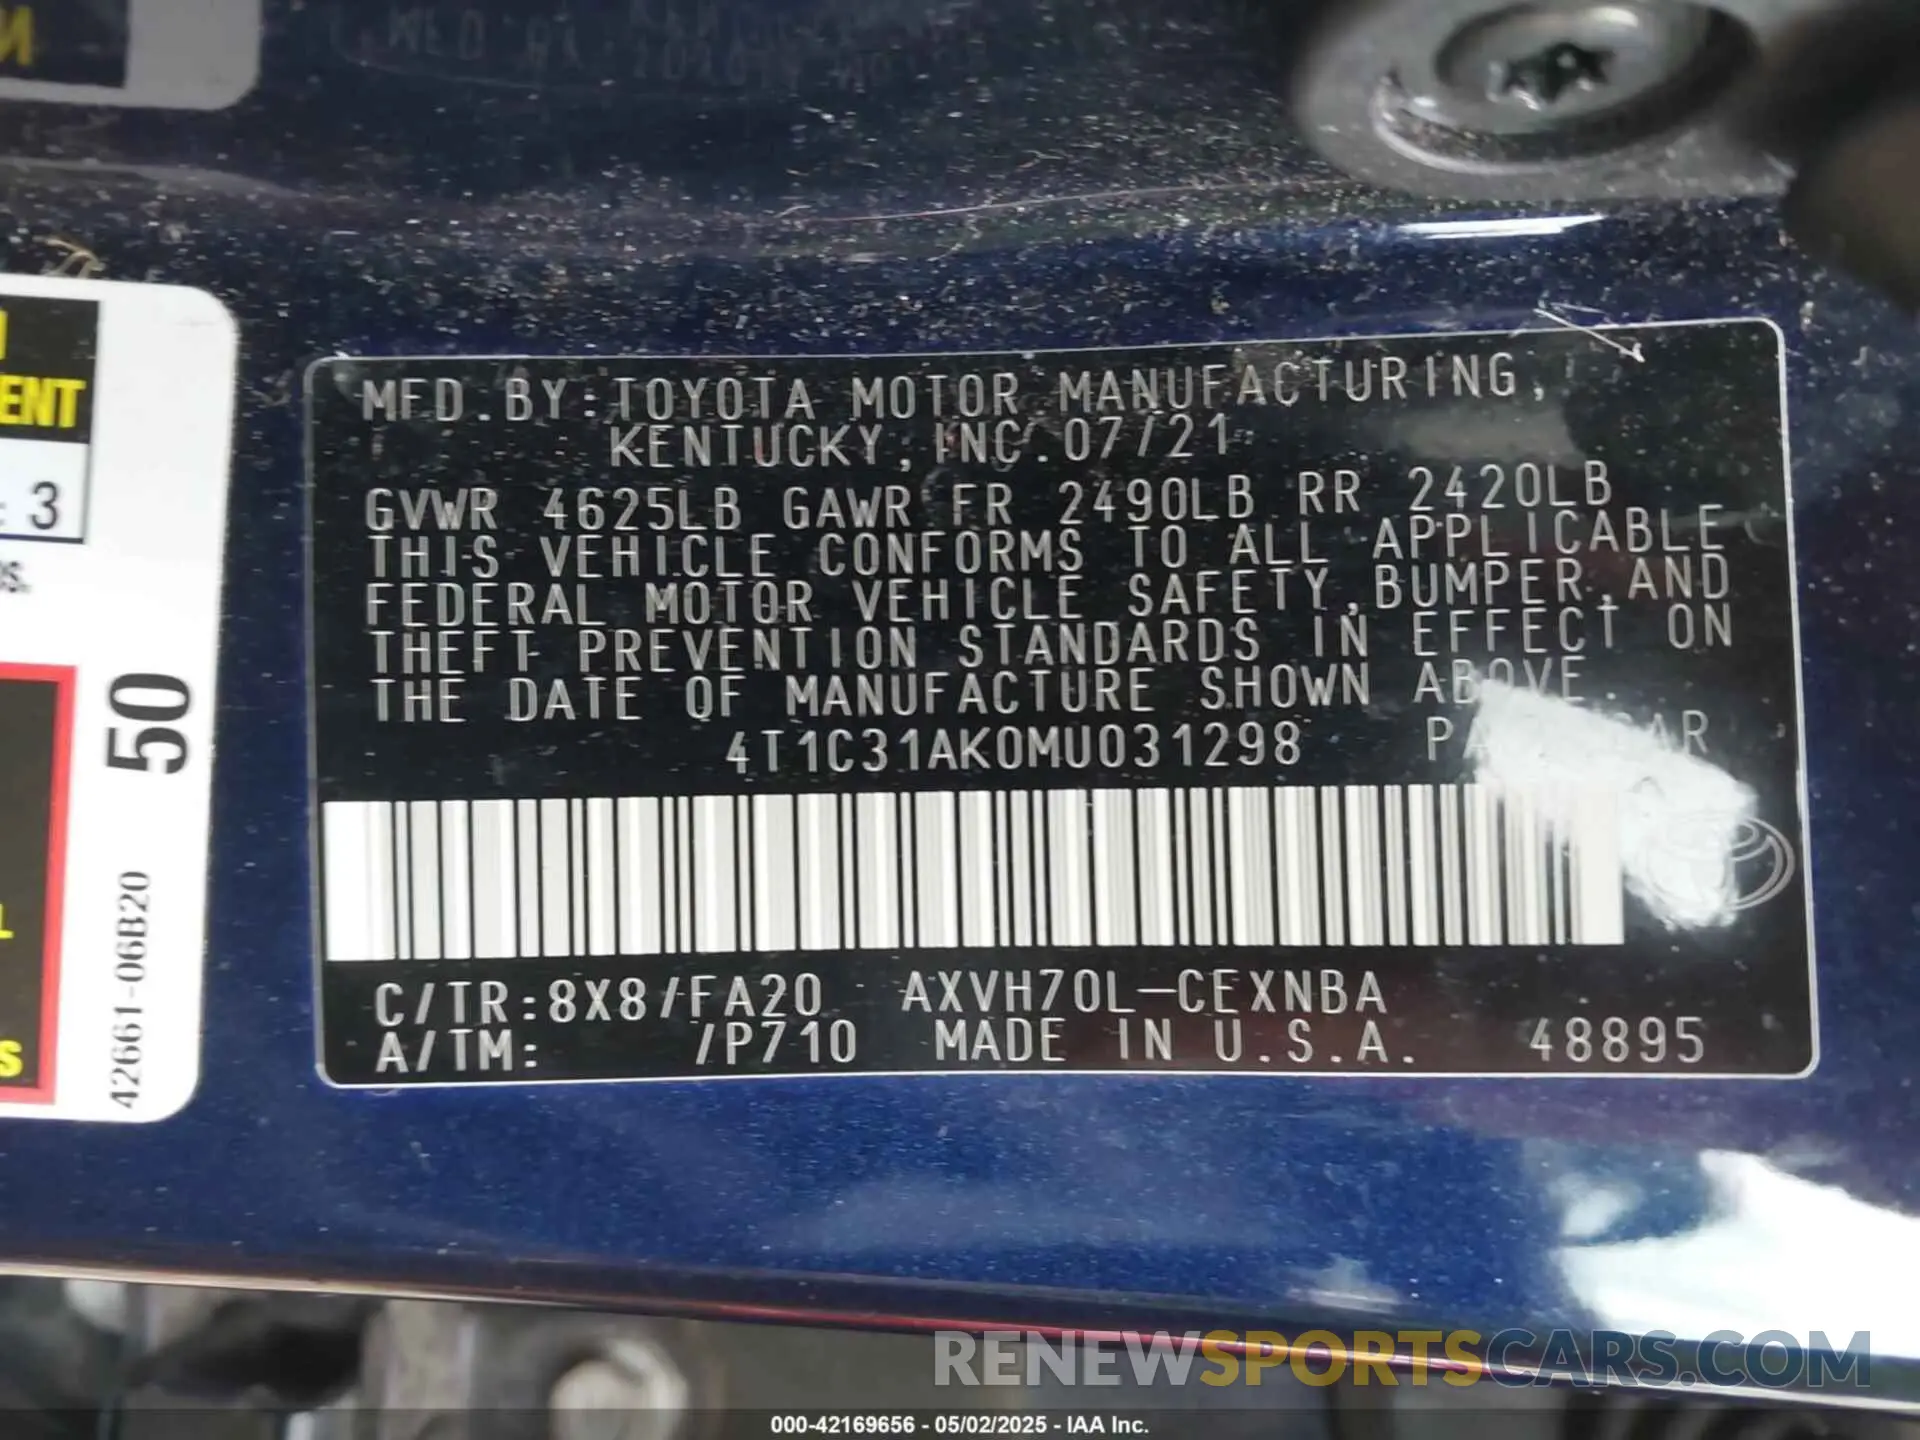 ENT
: 3
50
42661-06B20
MFD.BY:TOYOTA MOTOR MANUFACTURING,
KENTUCKY, INC. 07/21
GVWR 4625LB GAWR FR 2490LB RR 2420LB
THIS VEHICLE CONFORMS TO ALL APPLICABLE
FEDERAL MOTOR VEHICLE SAFETY, BUMPER, AND
THEFT PREVENTION STANDARDS IN EFFECT ON
THE DATE OF MANUFACTURE SHOWN ABOVE.
4T1C31AK0MU031298
C/TR:8X8/FA20 AXVH70L-CEXNBA
A/TM: /P710 MADE IN U.S.A. 48895
RENEWSPORTSCARS.COM
000-42169656 - 05/02/2025 - IAA Inc.